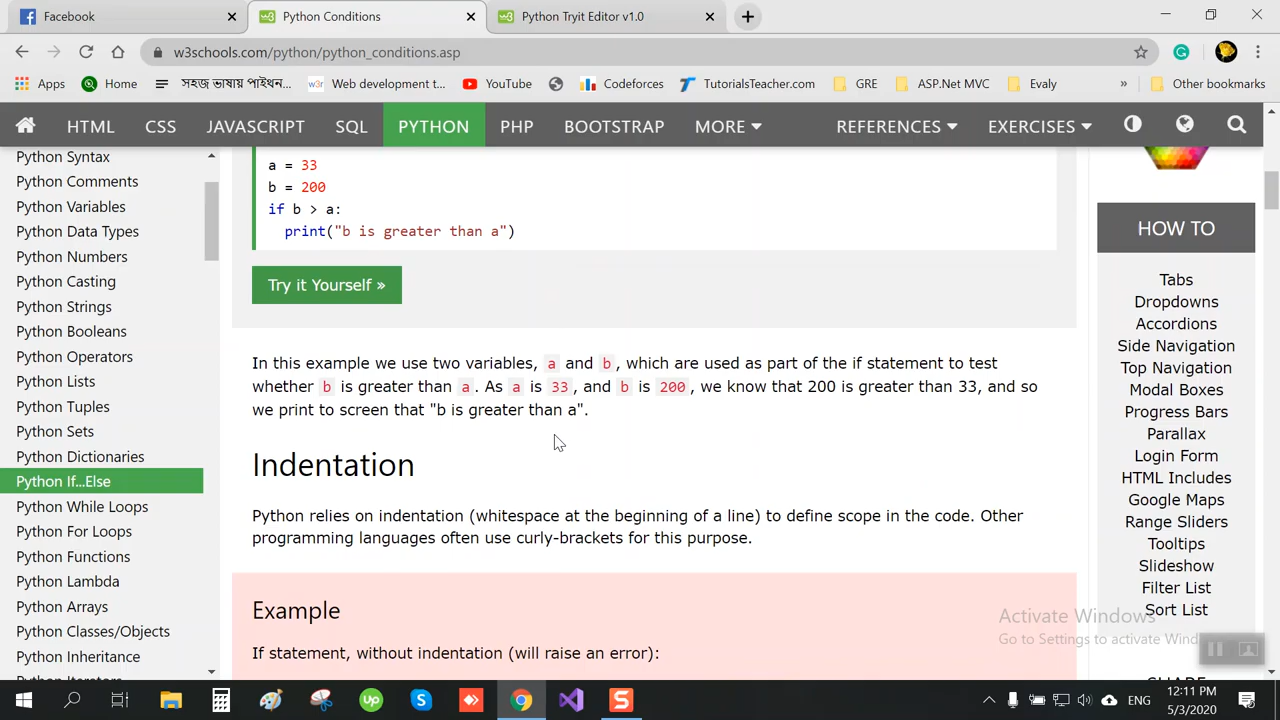 Facebook
Python Conditions
Python Tryit Editor v1.0
w3schools.com/python/python_conditions.asp
Apps
Home
সহজ ভাষায় পাইথন...
Web development t...
YouTube
Codeforces
TutorialsTeacher.com
GRE
ASP.Net MVC
Evaly
»
Other bookmarks
HTML CSS JAVASCRIPT SQL PYTHON PHP BOOTSTRAP MORE REFERENCES EXERCISES
Python Syntax
Python Comments
Python Variables
Python Data Types
Python Numbers
Python Casting
Python Strings
Python Booleans
Python Operators
Python Lists
Python Tuples
Python Sets
Python Dictionaries
Python If...Else
Python While Loops
Python For Loops
Python Functions
Python Lambda
Python Arrays
Python Classes/Objects
Python Inheritance
a = 33
b = 200
if b > a:
print("b is greater than a")
Try it Yourself »
In this example we use two variables, a and b, which are used as part of the if statement to test
whether b is greater than a. As a is 33, and b is 200, we know that 200 is greater than 33, and so
we print to screen that "b is greater than a".
Indentation
Python relies on indentation (whitespace at the beginning of a line) to define scope in the code. Other
programming languages often use curly-brackets for this purpose.
Example
If statement, without indentation (will raise an error):
HOW TO
Tabs
Dropdowns
Accordions
Side Navigation
Top Navigation
Modal Boxes
Progress Bars
Parallax
Login Form
HTML Includes
Google Maps
Range Sliders
Tooltips
Slideshow
Filter List
Sort List
Activate Windows
Go to Settings to activate Wind
ENG
12:11 PM
5/3/2020